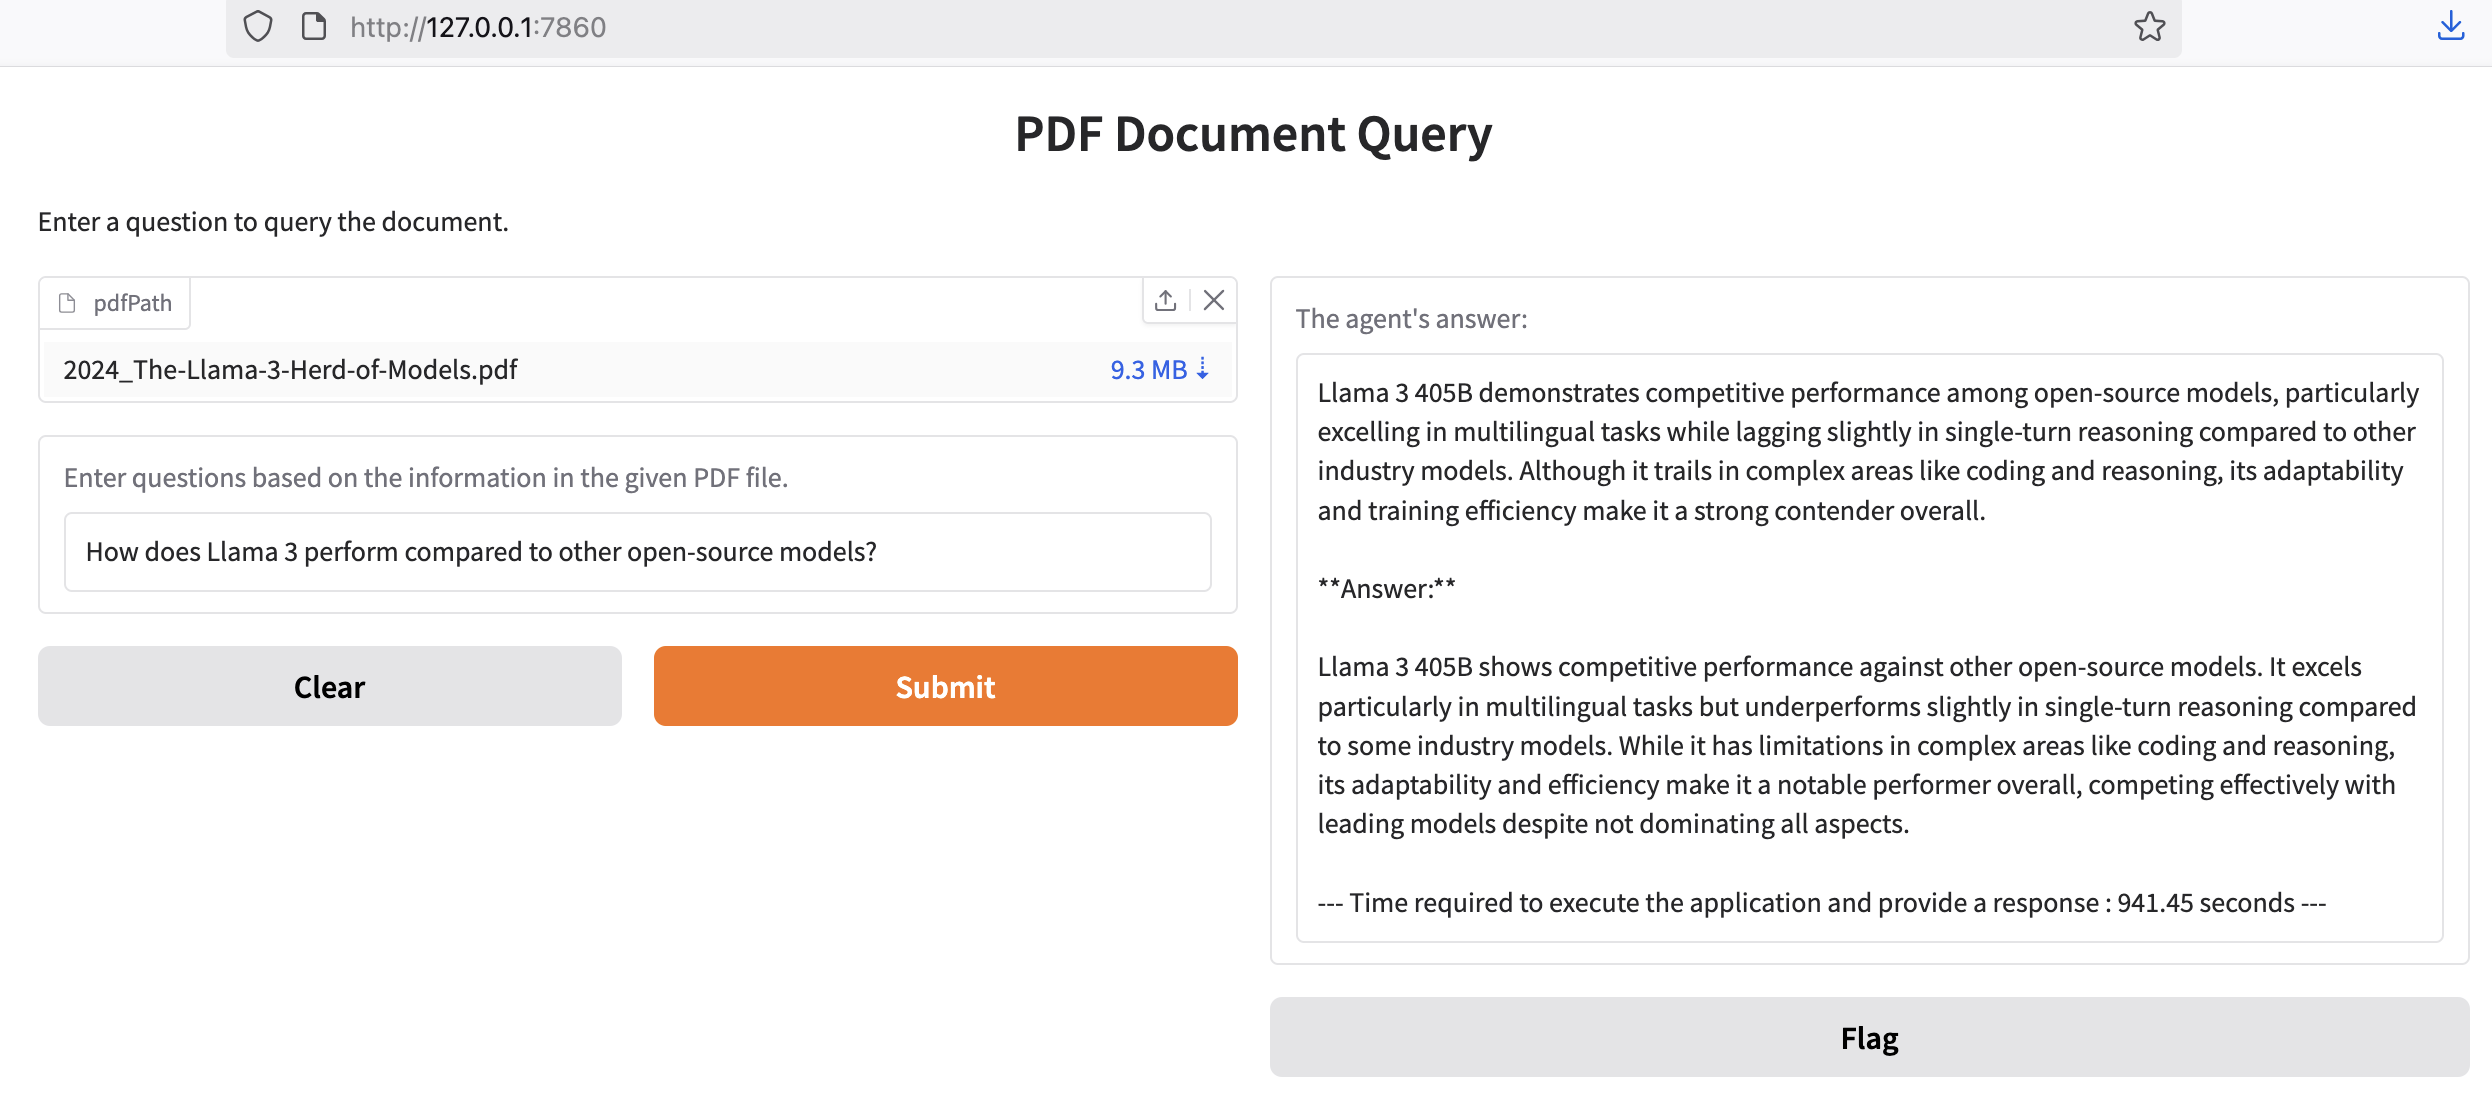 http://127.0.0.1:7860
PDF Document Query
Enter a question to query the document.
pdfPath
2024_The-Llama-3-Herd-of-Models.pdf
9.3 MB ⇣
Enter questions based on the information in the given PDF file.
How does Llama 3 perform compared to other open-source models?
Clear
Submit
The agent's answer:
Llama 3 405B demonstrates competitive performance among open-source models, particularly
excelling in multilingual tasks while lagging slightly in single-turn reasoning compared to other
industry models. Although it trails in complex areas like coding and reasoning, its adaptability
and training efficiency make it a strong contender overall.
**Answer:**
Llama 3 405B shows competitive performance against other open-source models. It excels
particularly in multilingual tasks but underperforms slightly in single-turn reasoning compared
to some industry models. While it has limitations in complex areas like coding and reasoning,
its adaptability and efficiency make it a notable performer overall, competing effectively with
leading models despite not dominating all aspects.
--- Time required to execute the application and provide a response : 941.45 seconds ---
Flag